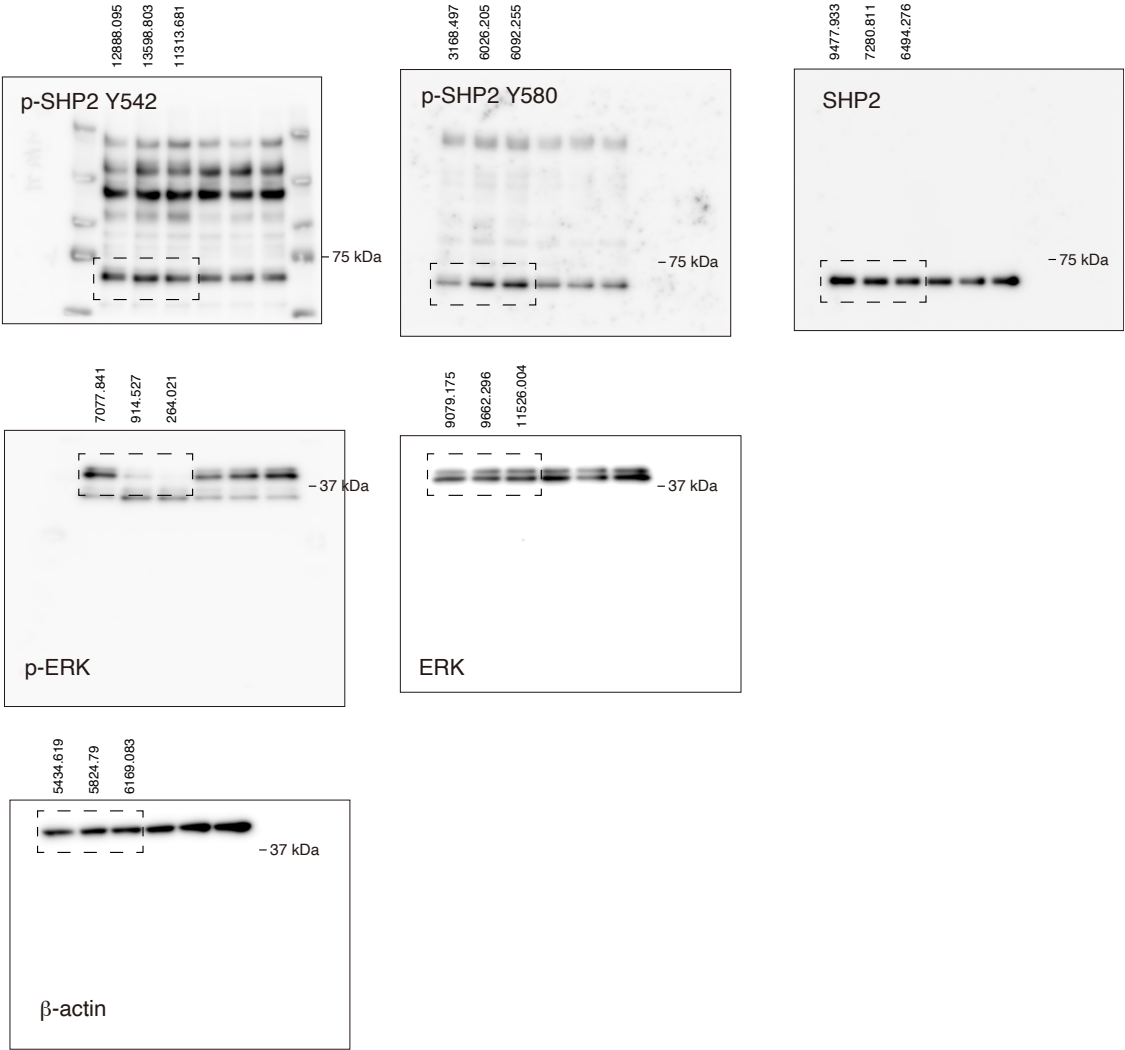 12888.095
13598.803
11313.681
3168.497
6026.205
6092.255
9477.933
7280.811
6494.276
p-SHP2 Y542
p-SHP2 Y580
SHP2
75 kDa
75 kDa
75 kDa
7077.841
914.527
264.021
9079.175
9662.296
11526.004
37 kDa
37 kDa
p-ERK
ERK
5434.619
5824.79
6169.083
37 kDa
β-actin